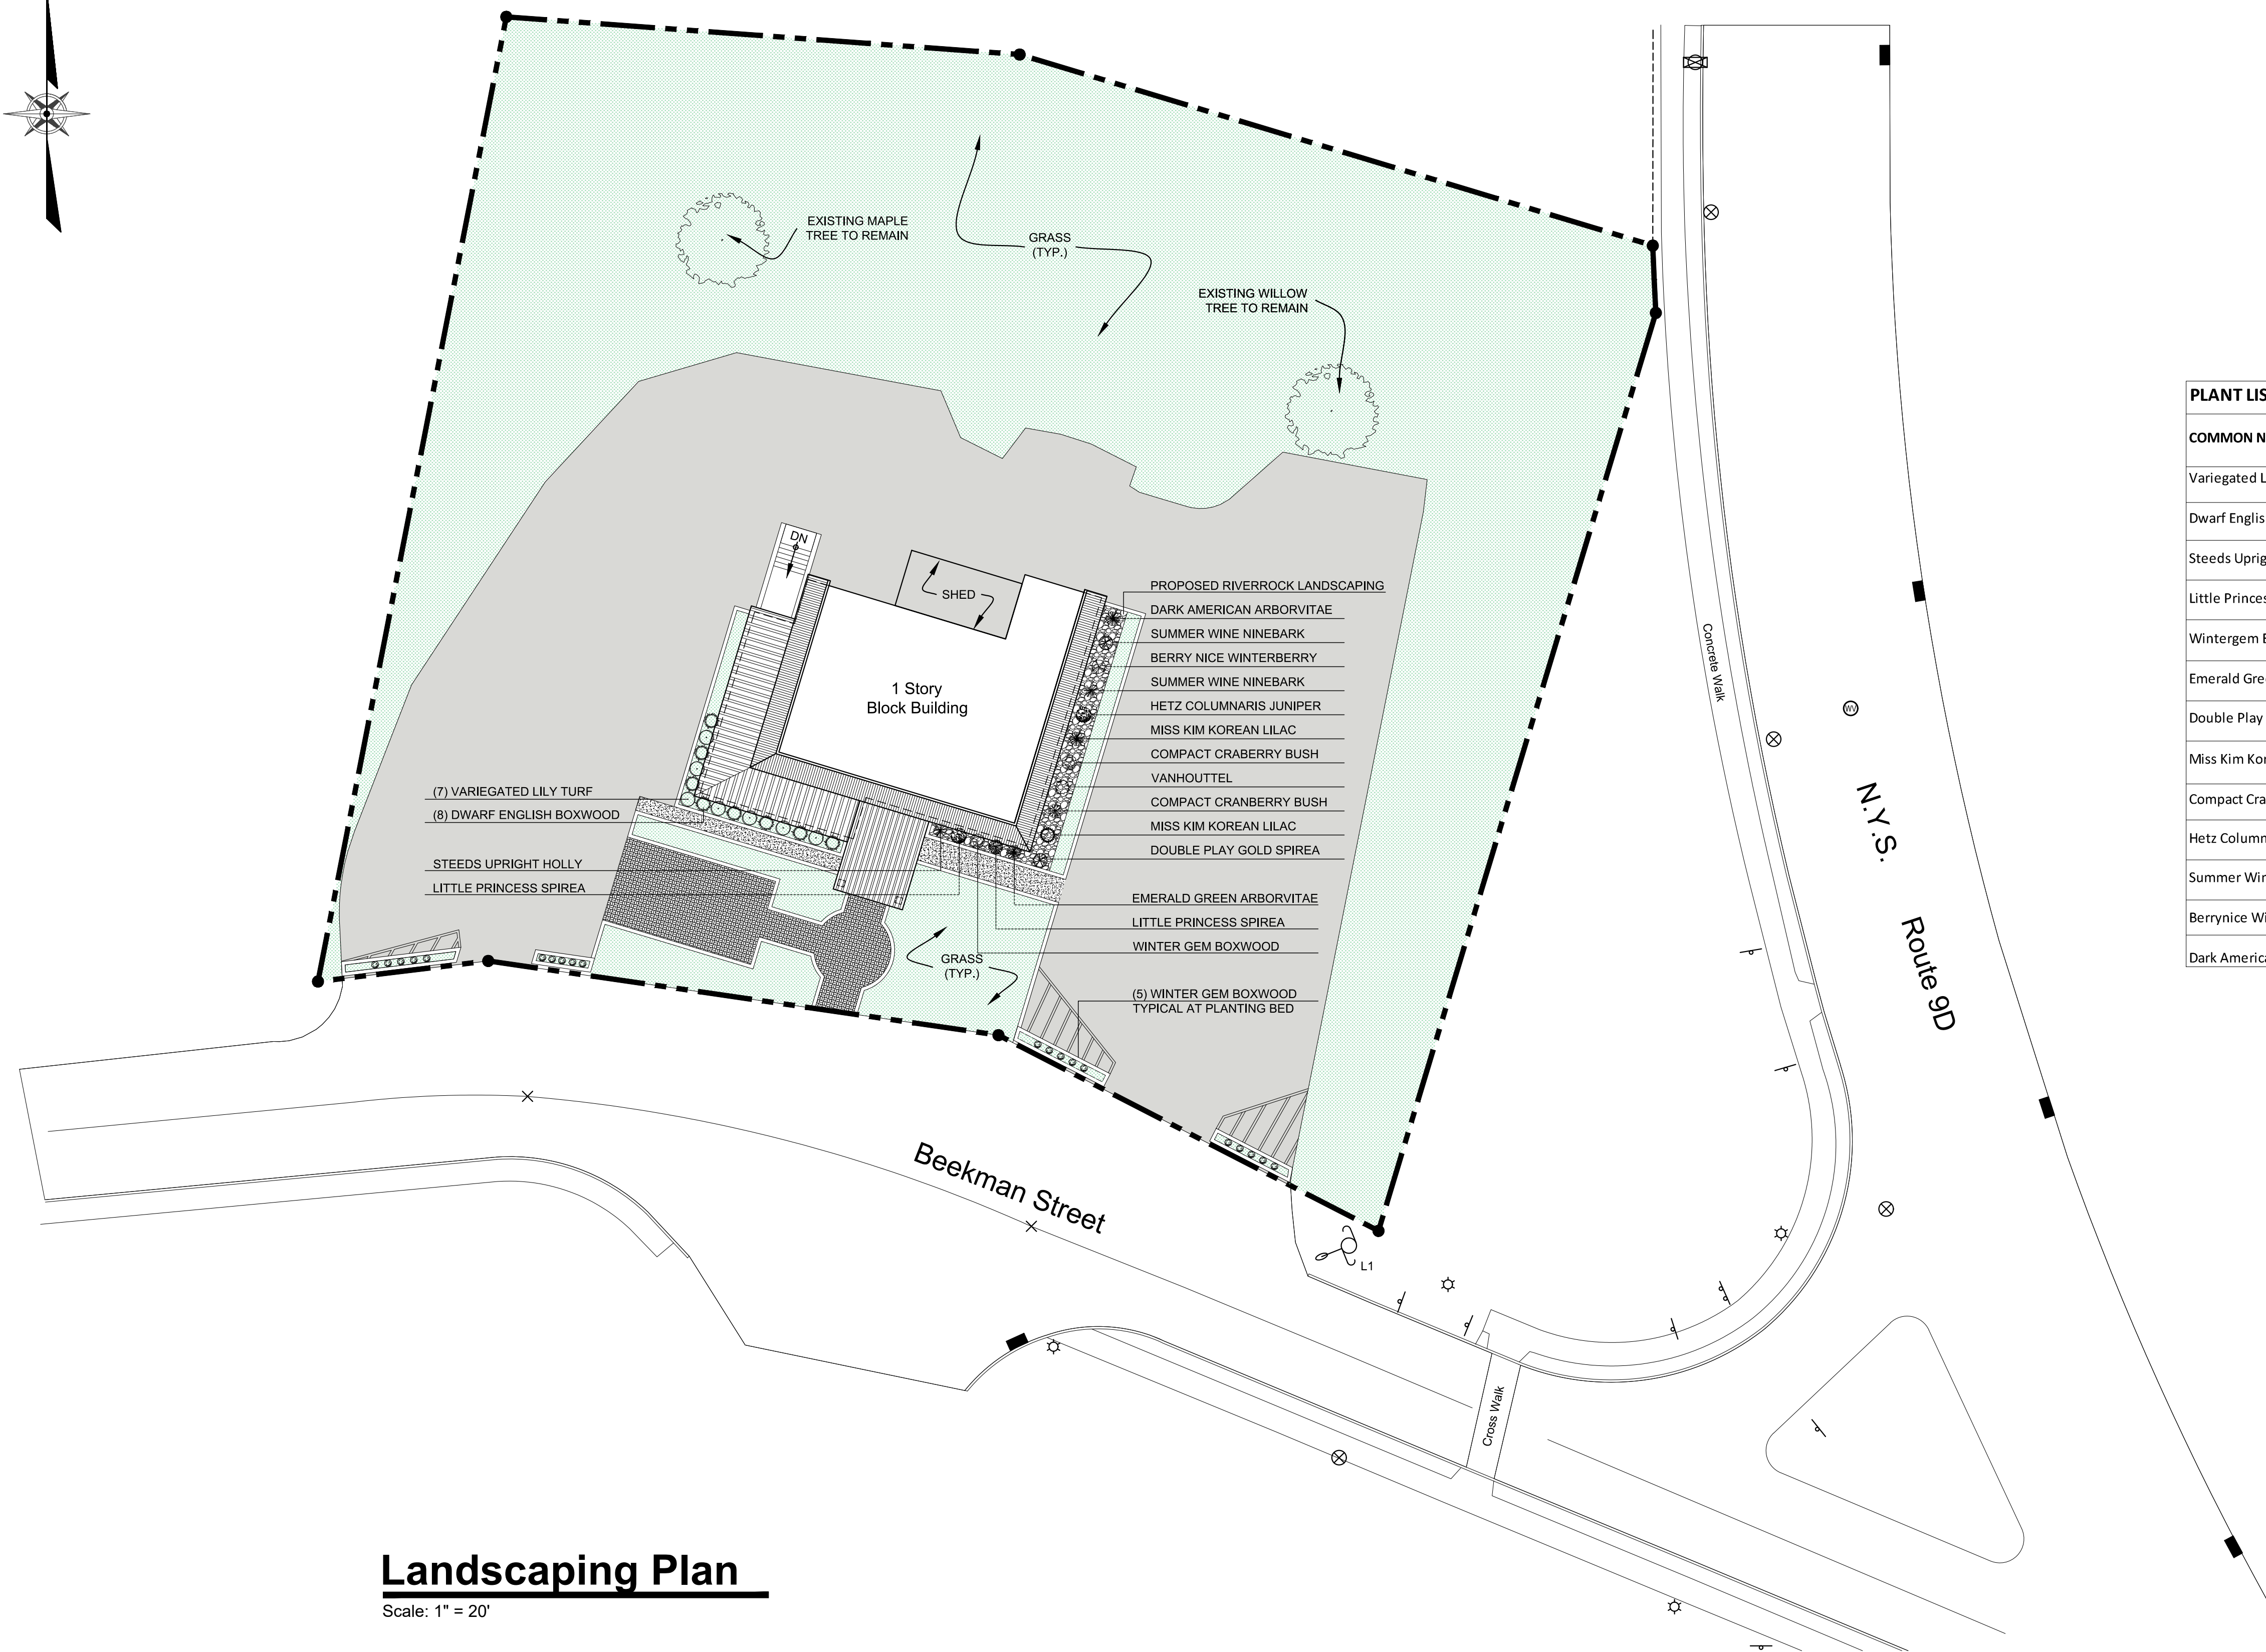 EXISTING MAPLE
TREE TO REMAIN
GRASS
(TYP.)
EXISTING WILLOW
TREE TO REMAIN
DN
SHED
1 Story
Block Building
PROPOSED RIVERROCK LANDSCAPING
DARK AMERICAN ARBORVITAE
SUMMER WINE NINEBARK
BERRY NICE WINTERBERRY
SUMMER WINE NINEBARK
HETZ COLUMNARIS JUNIPER
MISS KIM KOREAN LILAC
COMPACT CRABERRY BUSH
VANHOUTTEL
COMPACT CRANBERRY BUSH
MISS KIM KOREAN LILAC
DOUBLE PLAY GOLD SPIREA
EMERALD GREEN ARBORVITAE
LITTLE PRINCESS SPIREA
WINTER GEM BOXWOOD
(5) WINTER GEM BOXWOOD
TYPICAL AT PLANTING BED
(7) VARIEGATED LILY TURF
(8) DWARF ENGLISH BOXWOOD
STEEDS UPRIGHT HOLLY
LITTLE PRINCESS SPIREA
GRASS
(TYP.)
Concrete Walk
WV
N.Y.S. Route 9D
Beekman Street
L1
Cross Walk
PLANT LIS
COMMON N
Variegated L
Dwarf Englis
Steeds Uprig
Little Princes
Wintergem
Emerald Gre
Double Play
Miss Kim Kor
Compact Cra
Hetz Column
Summer Win
Berrynice Wi
Dark America
Landscaping Plan
Scale: 1" = 20'